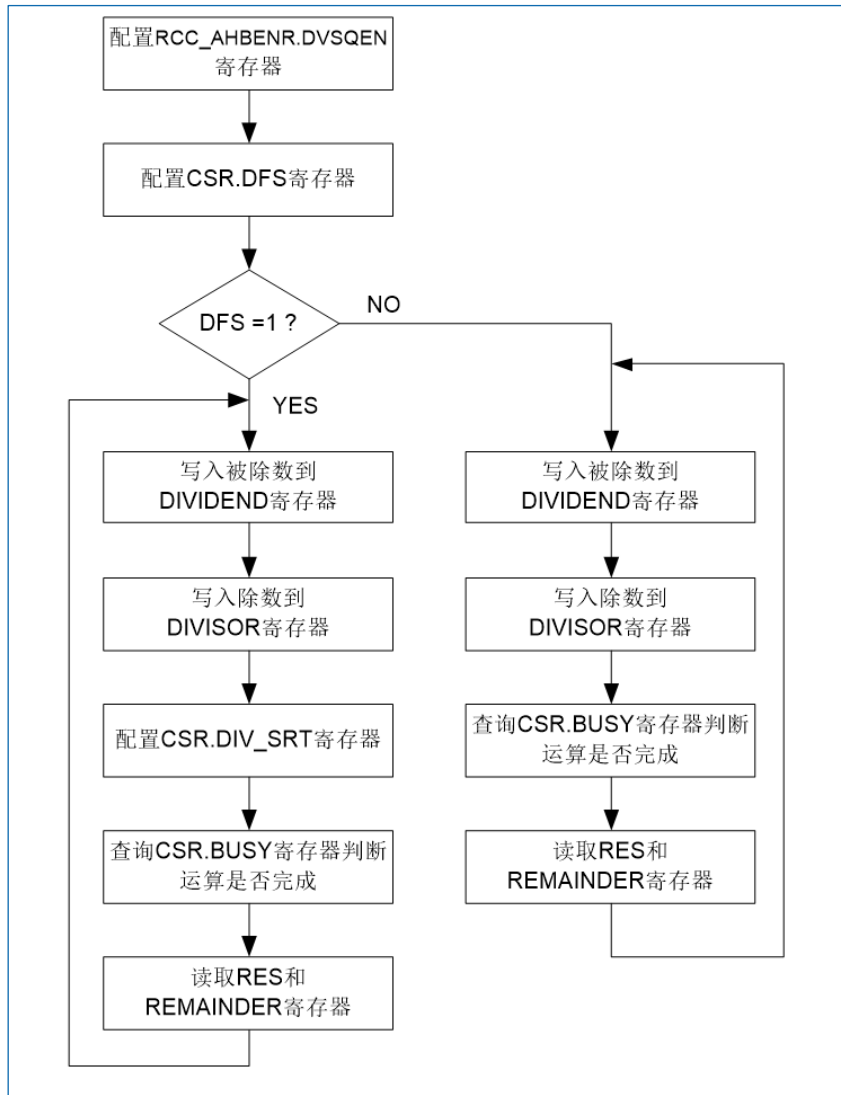 配置RCC_AHBENR.DVSQEN
寄存器
配置CSR.DFS寄存器
DFS =1 ?
NO
YES
写入被除数到
DIVIDEND寄存器
写入除数到
DIVISOR寄存器
配置CSR.DIV_SRT寄存器
查询CSR.BUSY寄存器判断
运算是否完成
读取RES和
REMAINDER寄存器
写入被除数到
DIVIDEND寄存器
写入除数到
DIVISOR寄存器
查询CSR.BUSY寄存器判断
运算是否完成
读取RES和
REMAINDER寄存器